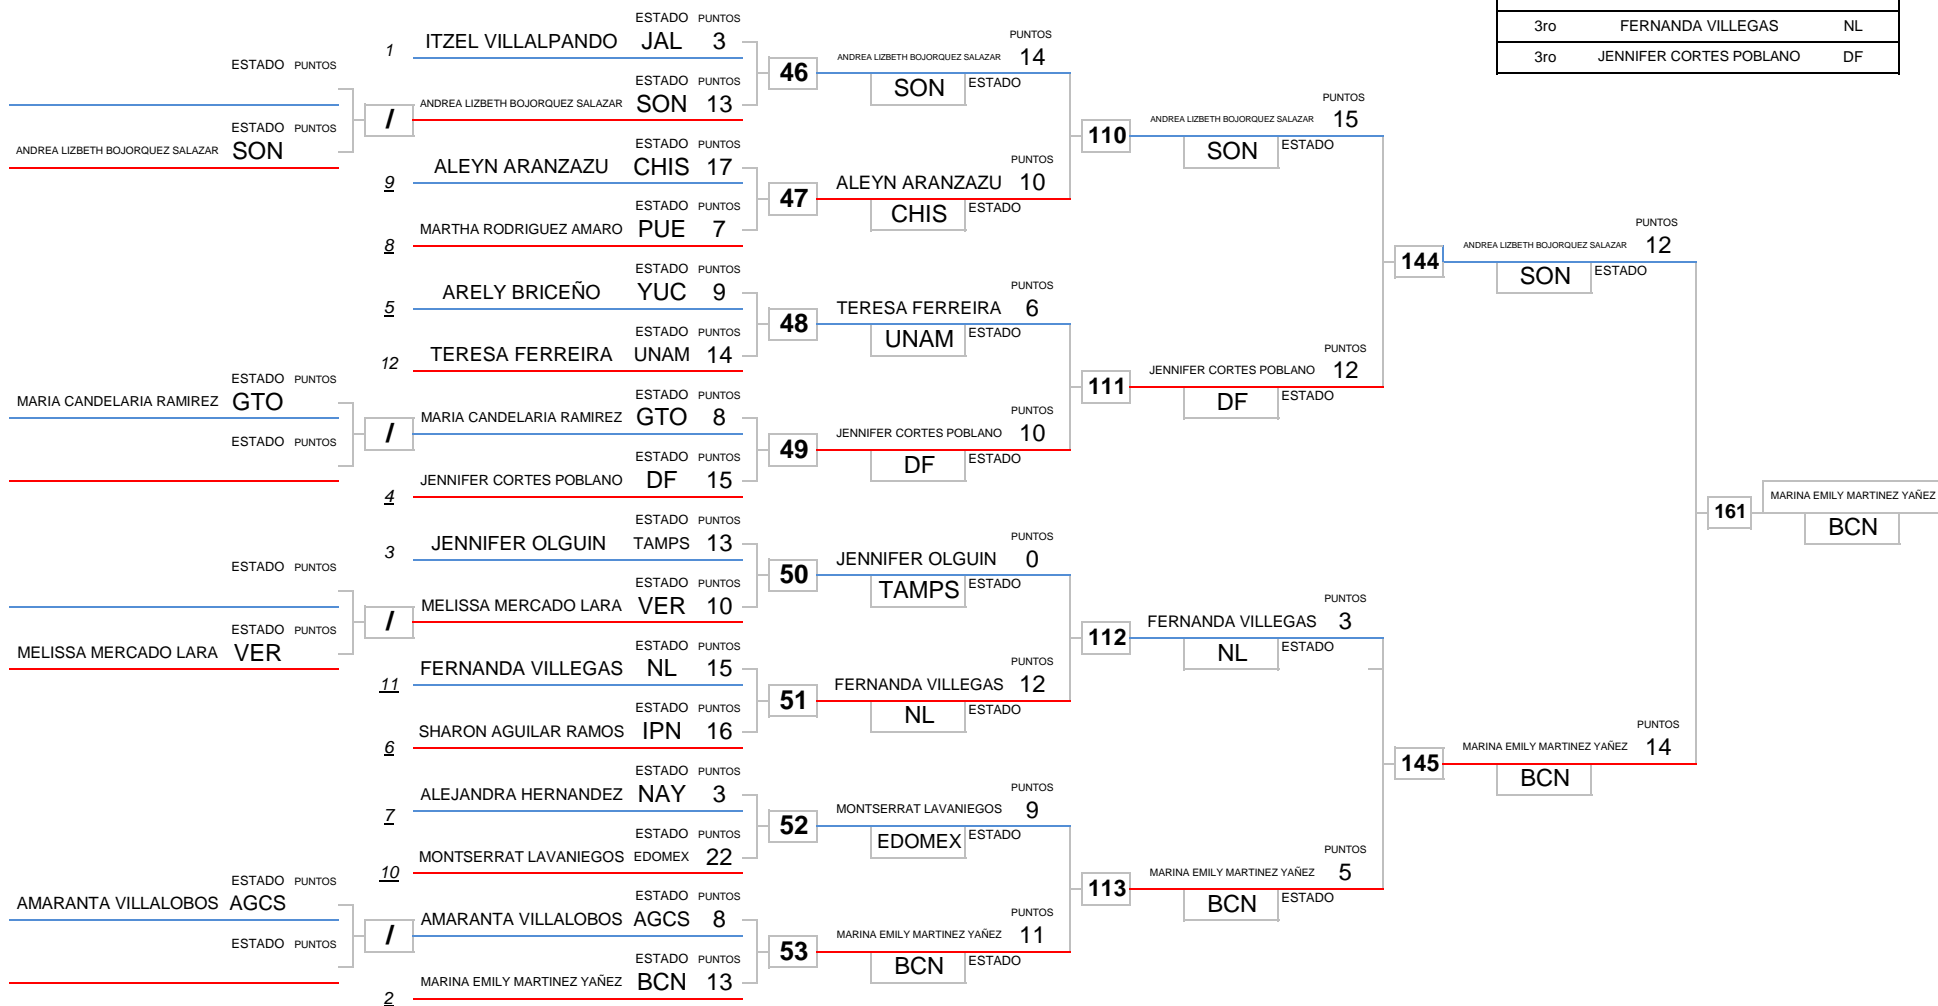 3ro FERNANDA VILLEGAS NL
3ro JENNIFER CORTES POBLANO DF
ESTADO PUNTOS
ESTADO PUNTOS
ANDREA LIZBETH BOJORQUEZ SALAZAR SON
/
ESTADO PUNTOS
MARIA CANDELARIA RAMIREZ GTO
ESTADO PUNTOS
/
ESTADO PUNTOS
ESTADO PUNTOS
MELISSA MERCADO LARA VER
/
ESTADO PUNTOS
AMARANTA VILLALOBOS AGCS
ESTADO PUNTOS
/
ESTADO PUNTOS
1 ITZEL VILLALPANDO JAL 3
ESTADO PUNTOS
ANDREA LIZBETH BOJORQUEZ SALAZAR SON 13
46
ESTADO PUNTOS
9 ALEYN ARANZAZU CHIS 17
ESTADO PUNTOS
8 MARTHA RODRIGUEZ AMARO PUE 7
47
ESTADO PUNTOS
5 ARELY BRICEÑO YUC 9
ESTADO PUNTOS
12 TERESA FERREIRA UNAM 14
48
ESTADO PUNTOS
MARIA CANDELARIA RAMIREZ GTO 8
ESTADO PUNTOS
4 JENNIFER CORTES POBLANO DF 15
49
ESTADO PUNTOS
3 JENNIFER OLGUIN TAMPS 13
ESTADO PUNTOS
MELISSA MERCADO LARA VER 10
50
ESTADO PUNTOS
11 FERNANDA VILLEGAS NL 15
ESTADO PUNTOS
6 SHARON AGUILAR RAMOS IPN 16
51
ESTADO PUNTOS
7 ALEJANDRA HERNANDEZ NAY 3
ESTADO PUNTOS
10 MONTSERRAT LAVANIEGOS EDOMEX 22
52
ESTADO PUNTOS
AMARANTA VILLALOBOS AGCS 8
ESTADO PUNTOS
2 MARINA EMILY MARTINEZ YAÑEZ BCN 13
53
PUNTOS
ANDREA LIZBETH BOJORQUEZ SALAZAR 14
SON ESTADO
PUNTOS
ALEYN ARANZAZU 10
CHIS ESTADO
110
PUNTOS
TERESA FERREIRA 6
UNAM ESTADO
PUNTOS
JENNIFER CORTES POBLANO 10
DF ESTADO
111
PUNTOS
JENNIFER OLGUIN 0
TAMPS ESTADO
PUNTOS
FERNANDA VILLEGAS 12
NL ESTADO
112
PUNTOS
MONTSERRAT LAVANIEGOS 9
EDOMEX ESTADO
PUNTOS
MARINA EMILY MARTINEZ YAÑEZ 11
BCN ESTADO
113
PUNTOS
ANDREA LIZBETH BOJORQUEZ SALAZAR 15
SON ESTADO
PUNTOS
JENNIFER CORTES POBLANO 12
DF ESTADO
144
PUNTOS
FERNANDA VILLEGAS 3
NL ESTADO
PUNTOS
MARINA EMILY MARTINEZ YAÑEZ 5
BCN ESTADO
145
PUNTOS
ANDREA LIZBETH BOJORQUEZ SALAZAR 12
SON ESTADO
PUNTOS
MARINA EMILY MARTINEZ YAÑEZ 14
BCN
161
MARINA EMILY MARTINEZ YAÑEZ
BCN